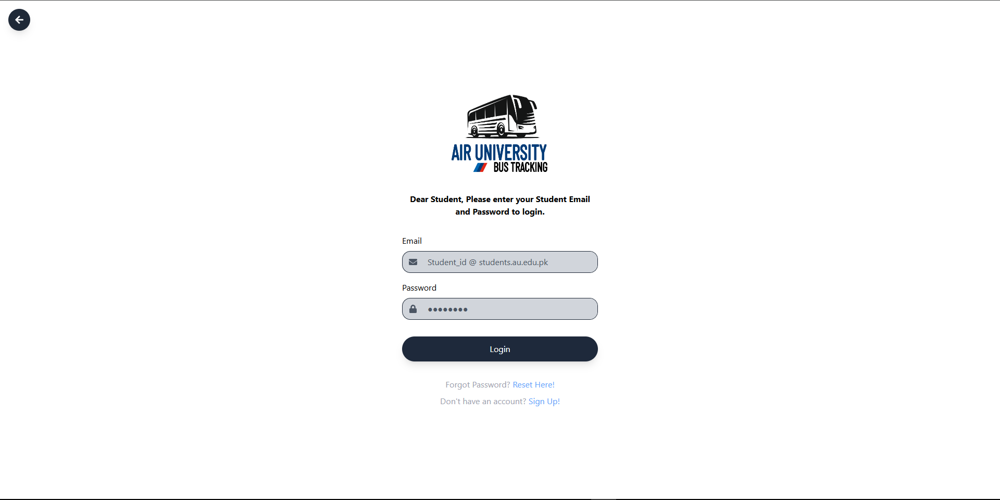 AIR UNIVERSITY
BUS TRACKING
Dear Student, Please enter your Student Email
and Password to login.
Email
Student_id @ students.au.edu.pk
Password
••••••••
Login
Forgot Password? Reset Here!
Don't have an account? Sign Up!